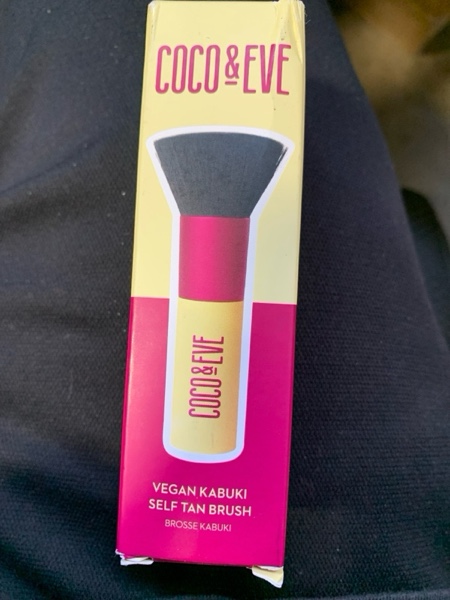 COCO&EVE
COCO&EVE
VEGAN KABUKI
SELF TAN BRUSH
BROSSE KABUKI